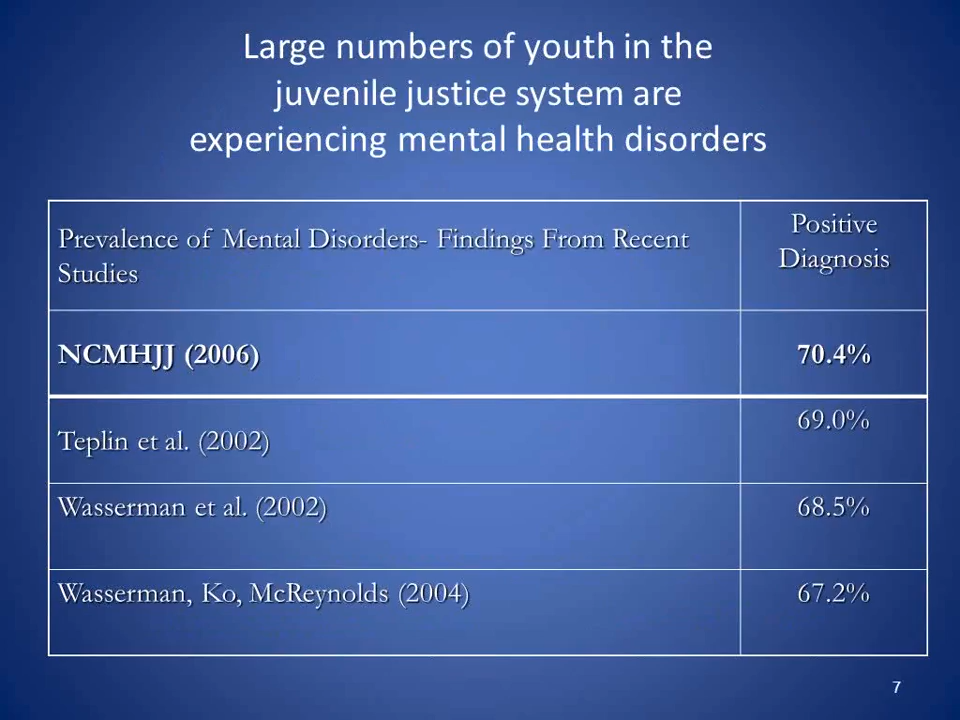 Large numbers of youth in the
juvenile justice system are
experiencing mental health disorders
Prevalence of Mental Disorders- Findings From Recent
Studies
Positive
Diagnosis
NCMHJJ (2006)
70.4%
Teplin et al. (2002)
69.0%
Wasserman et al. (2002)
68.5%
Wasserman, Ko, McReynolds (2004)
67.2%
7